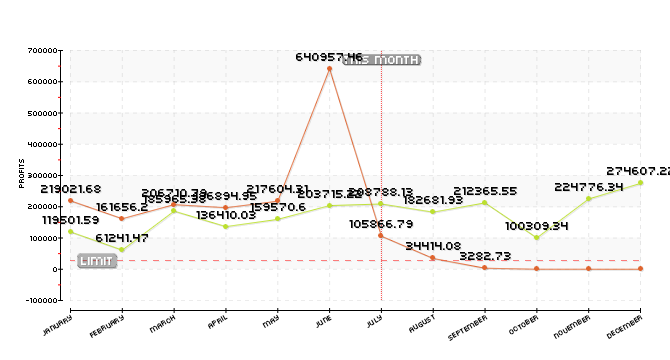 700000
640957.46
THIS MONTH
600000
500000
400000
300000
274607.22
219021.68
206710.79
217604.31
208788.13
212365.55
224776.34
161656.2
185965.38
196894.95
203715.22
182681.93
200000
119501.59
136410.03
159570.6
105866.79
100309.34
100000
61241.47
34414.08
3282.73
LIMIT
0
-100000
PROFITS
JANUARY
FEBRUARY
MARCH
APRIL
MAY
JUNE
JULY
AUGUST
SEPTEMBER
OCTOBER
NOVEMBER
DECEMBER